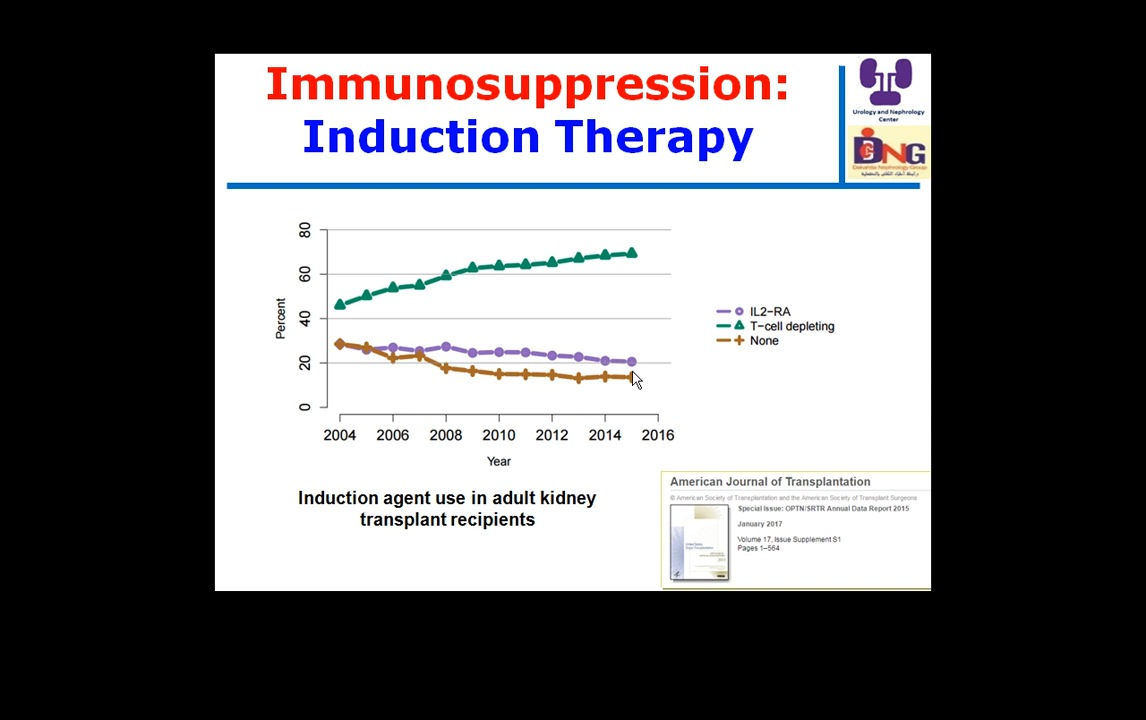 Immunosuppression:
Induction Therapy
Urology and Nephrology
Center
DNG
Dakahlia Nephrology Group
80
60
40
20
0
Percent
2004 2006 2008 2010 2012 2014 2016
Year
IL2-RA
T-cell depleting
None
Induction agent use in adult kidney
transplant recipients
American Journal of Transplantation
© American Society of Transplantation and the American Society of Transplant Surgeons
Special Issue: OPTN/SRTR Annual Data Report 2015
January 2017
Volume 17, Issue Supplement S1
Pages 1–564